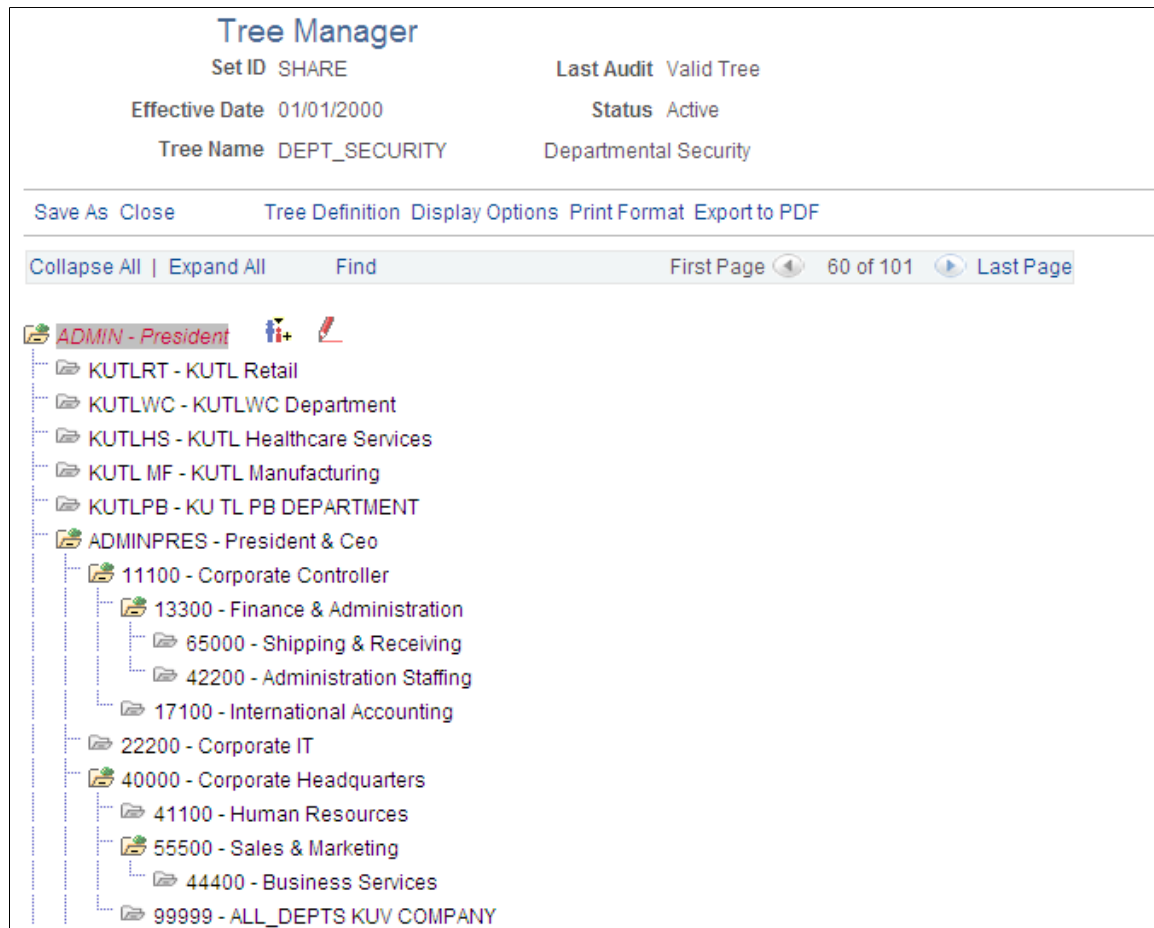 Tree Manager
Set ID SHARE Last Audit Valid Tree
Effective Date 01/01/2000 Status Active
Tree Name DEPT_SECURITY Departmental Security
Save As Close Tree Definition Display Options Print Format Export to PDF
Collapse All | Expand All Find First Page 60 of 101 Last Page
ADMIN - President
KUTLRT - KUTL Retail
KUTLWC - KUTLWC Department
KUTLHS - KUTL Healthcare Services
KUTL MF - KUTL Manufacturing
KUTLPB - KU TL PB DEPARTMENT
ADMINPRES - President & Ceo
11100 - Corporate Controller
13300 - Finance & Administration
65000 - Shipping & Receiving
42200 - Administration Staffing
17100 - International Accounting
22200 - Corporate IT
40000 - Corporate Headquarters
41100 - Human Resources
55500 - Sales & Marketing
44400 - Business Services
99999 - ALL_DEPTS KUV COMPANY